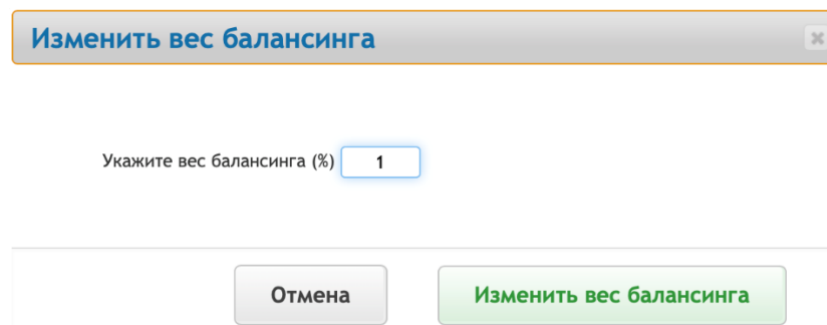 Изменить вес балансинга
Укажите вес балансинга (%) 1
Отмена Изменить вес балансинга